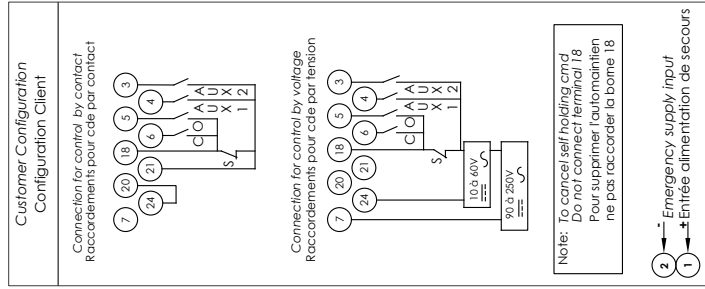 Customer Configuration
Configuration Client
Connection for control by contact
Raccordements pour cde par contact
7
20
24
21
18
6
5
4
3
S
C
O
A
U
X
1
A
U
X
2
Connection for control by voltage
Raccordements pour cde par tension
7
20
24
21
18
6
5
4
3
S
C
O
A
U
X
1
A
U
X
2
10 à 60V
90 à 250V
Note: To cancel self holding cmd
Do not connect terminal 18
Pour supprimer l'automaintien
ne pas raccorder la borne 18
2 - Emergency supply input
1 + Entrée alimentation de secours